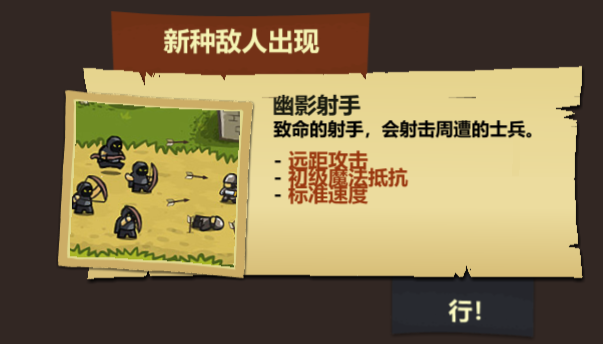 新种敌人出现
幽影射手
致命的射手，会射击周遭的士兵。
- 远距攻击
- 初级魔法抵抗
- 标准速度
行!